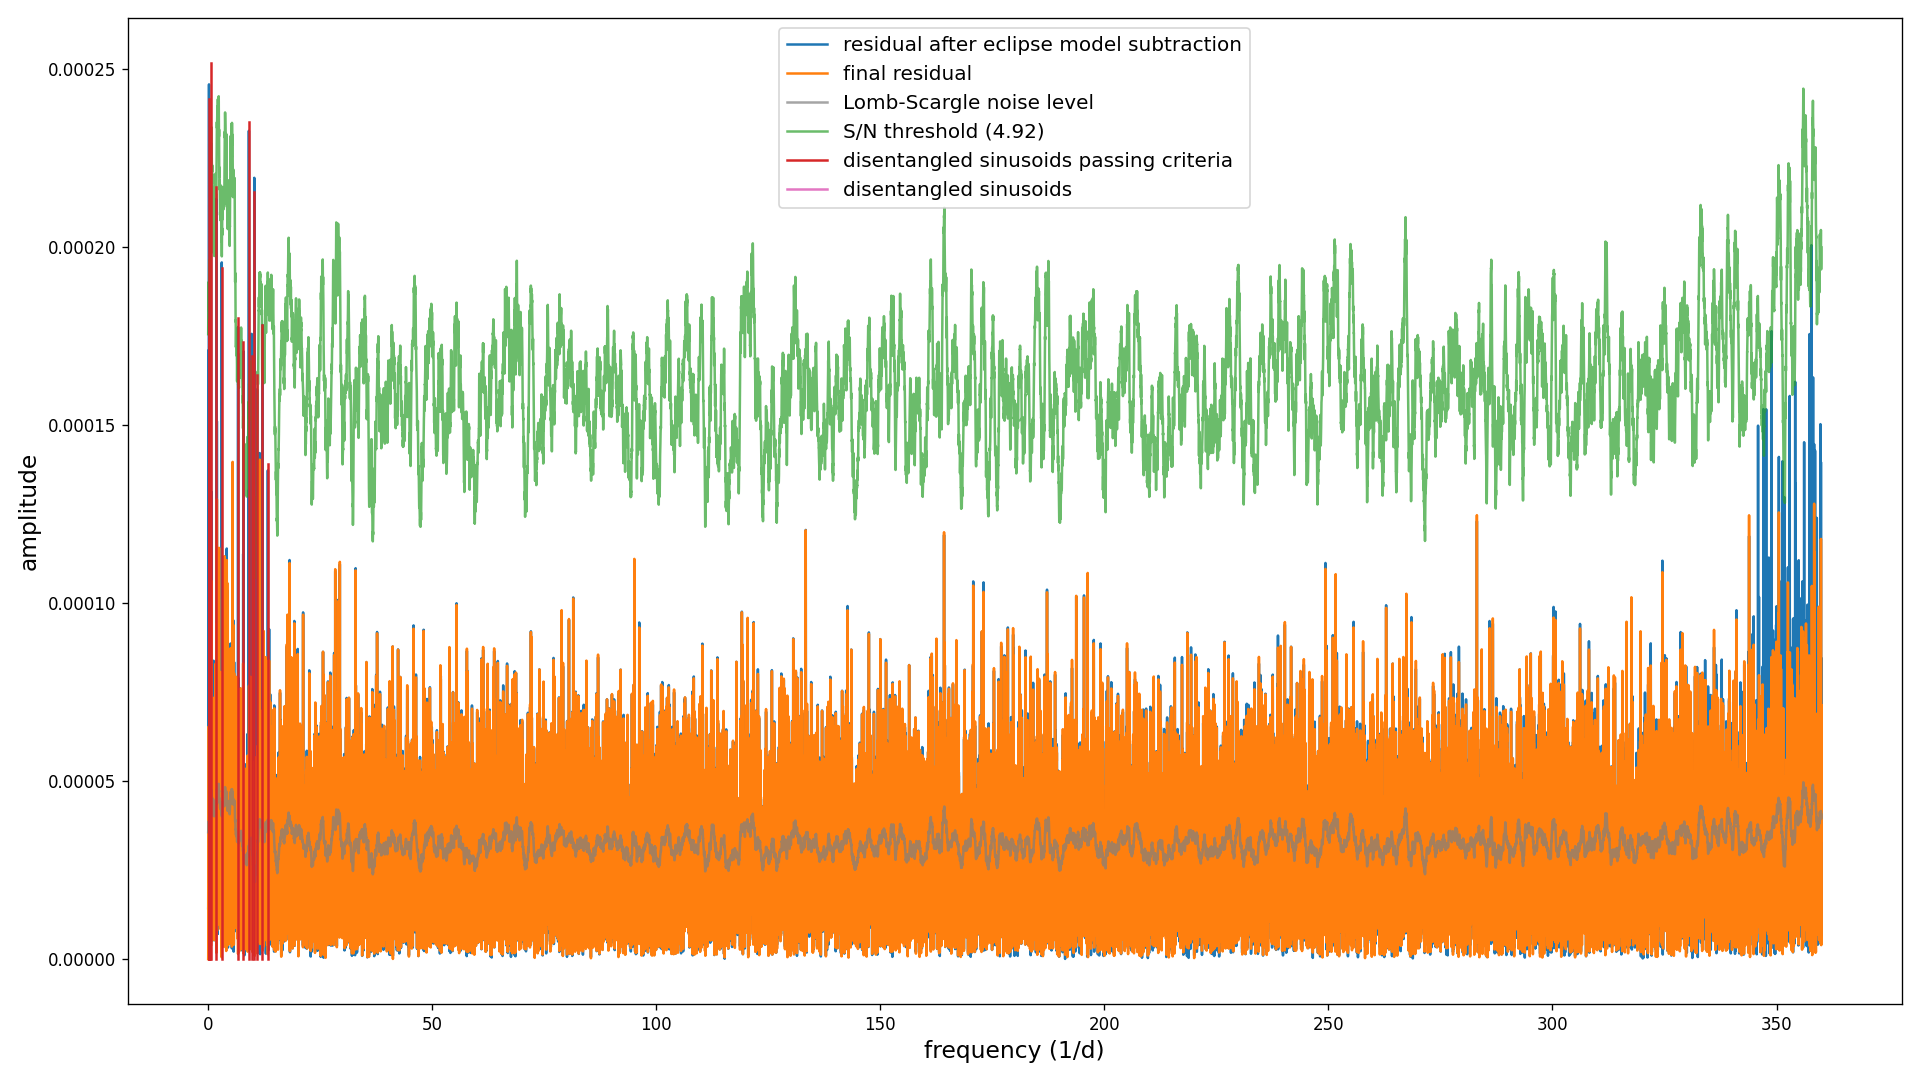 residual after eclipse model subtraction
final residual
Lomb-Scargle noise level
S/N threshold (4.92)
disentangled sinusoids passing criteria
disentangled sinusoids
amplitude
0.00025
0.00020
0.00015
0.00010
0.00005
0.00000
0 50 100 150 200 250 300 350
frequency (1/d)